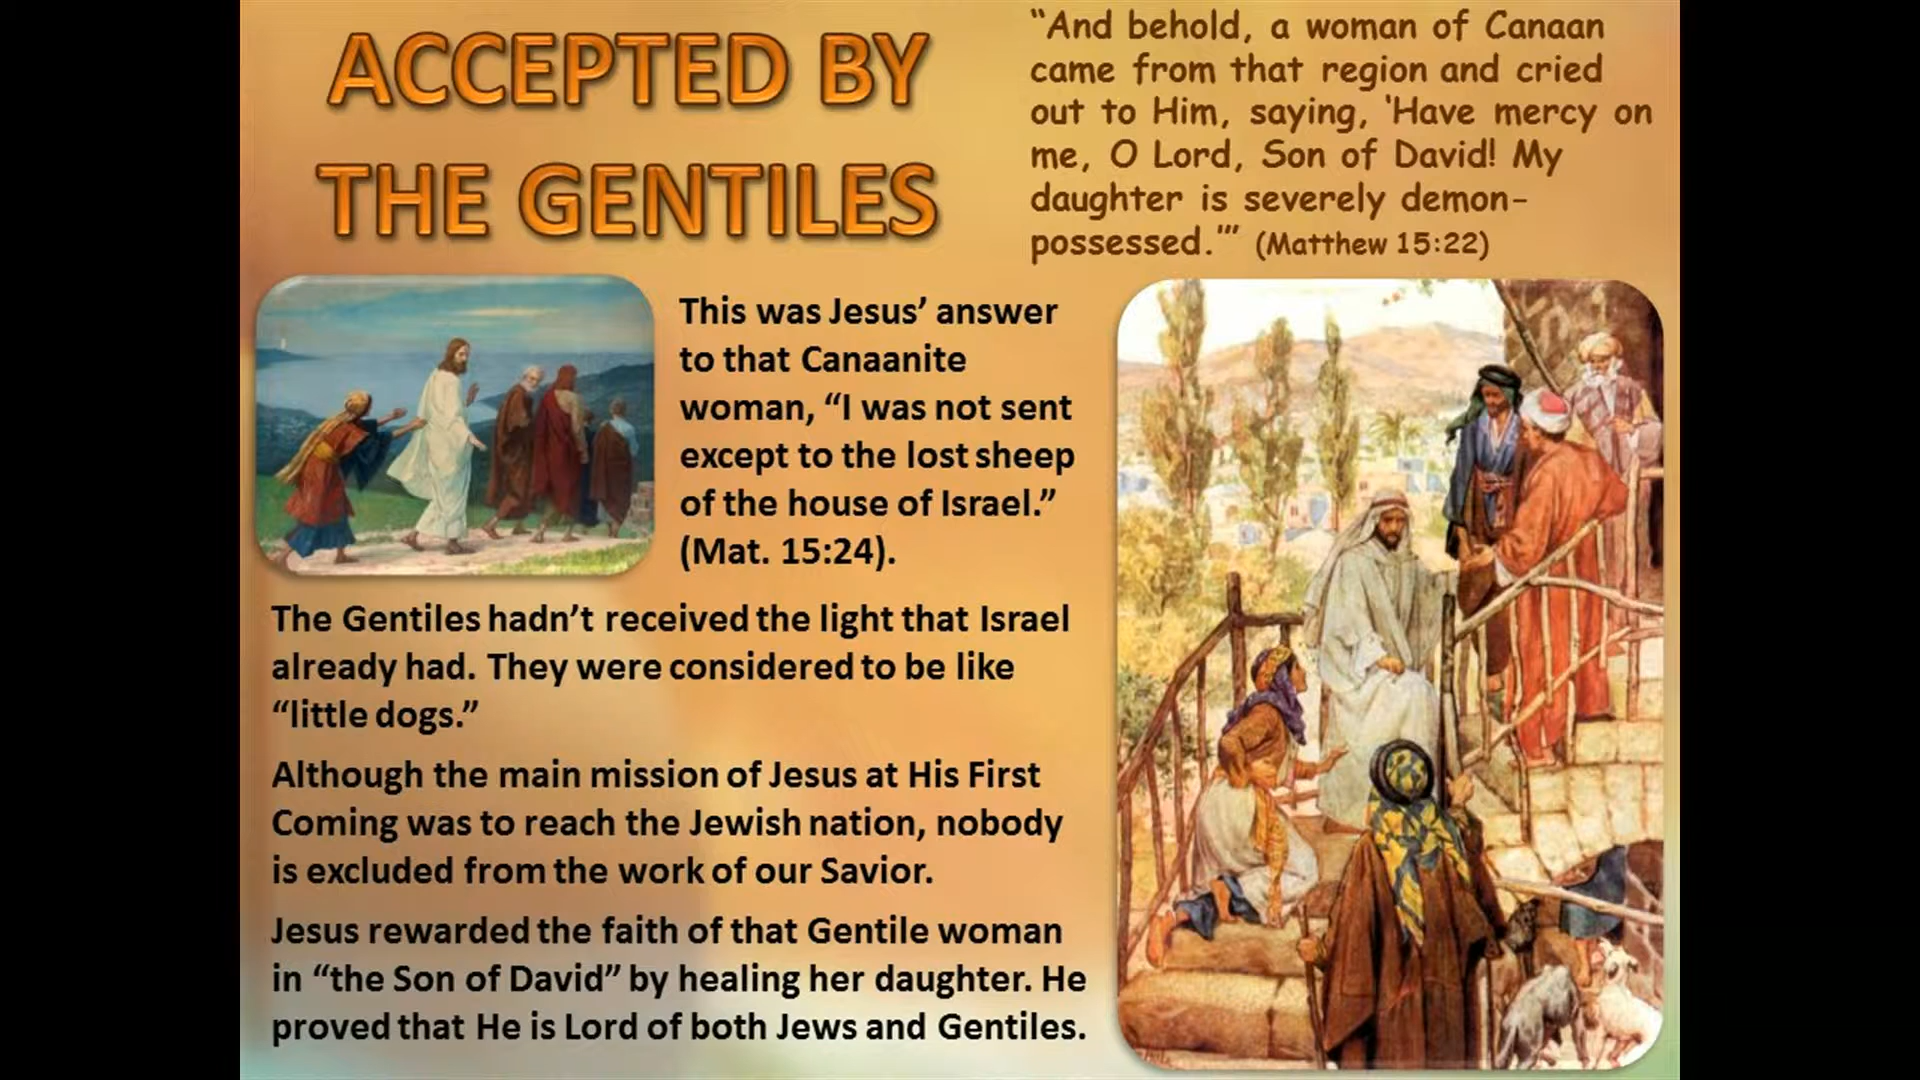 ACCEPTED BY
THE GENTILES
“And behold, a woman of Canaan
came from that region and cried
out to Him, saying, ‘Have mercy on
me, O Lord, Son of David! My
daughter is severely demon-
possessed.’” (Matthew 15:22)
This was Jesus’ answer
to that Canaanite
woman, “I was not sent
except to the lost sheep
of the house of Israel.”
(Mat. 15:24).
The Gentiles hadn’t received the light that Israel
already had. They were considered to be like
“little dogs.”
Although the main mission of Jesus at His First
Coming was to reach the Jewish nation, nobody
is excluded from the work of our Savior.
Jesus rewarded the faith of that Gentile woman
in “the Son of David” by healing her daughter. He
proved that He is Lord of both Jews and Gentiles.